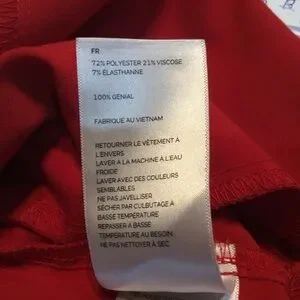 FR
72% POLYESTER 21% VISCOSE
7% ÉLASTHANNE
100% GENIAL
FABRIQUE AU VIETNAM
RETOURNER LE VÊTEMENT À
L'ENVERS
LAVER A LA MACHINE A L'EAU
FROIDE
LAVER AVEC DES COULEURS
SEMBLABLES
NE PAS JAVELLISER
SÉCHER PAR CULBUTAGE A
BASSE TEMPÉRATURE
REPASSER A BASSE
TEMPERATURE AU BESOIN
NE PAS NETTOYER À SEC